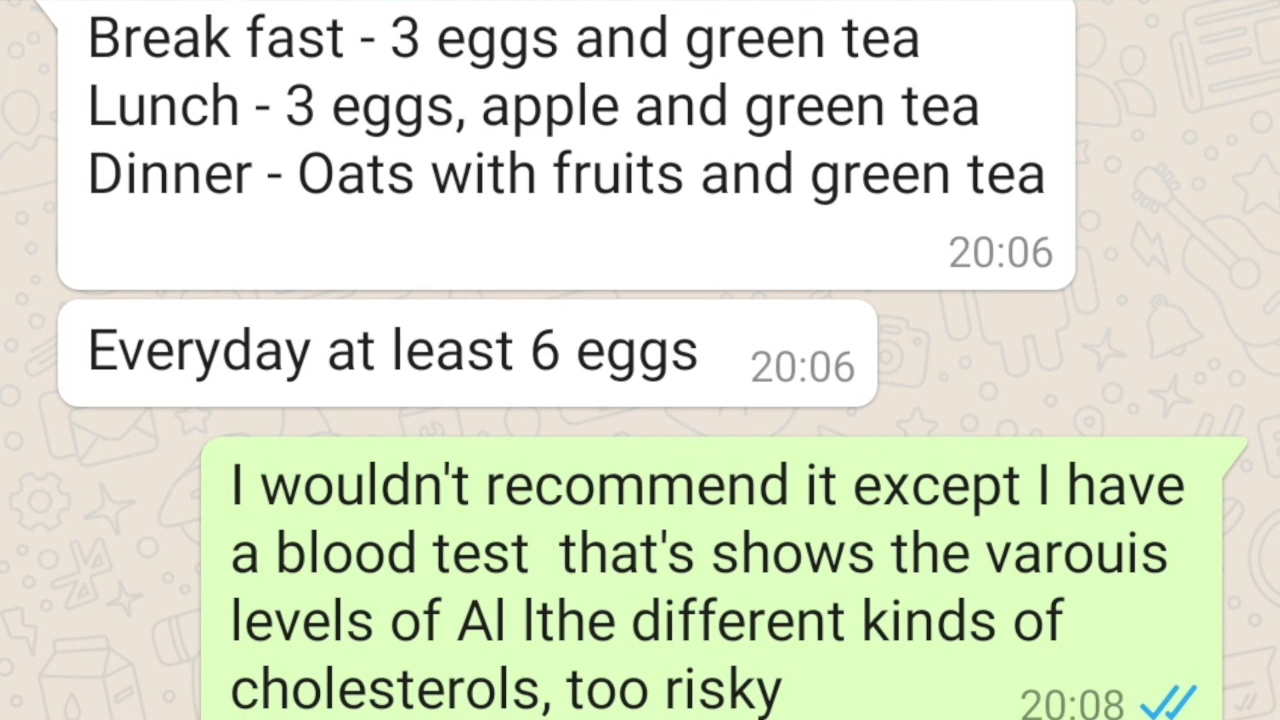 Break fast - 3 eggs and green tea
Lunch - 3 eggs, apple and green tea
Dinner - Oats with fruits and green tea
20:06
Everyday at least 6 eggs 20:06
I wouldn't recommend it except I have
a blood test  that's shows the varouis
levels of Al lthe different kinds of
cholesterols, too risky 20:08